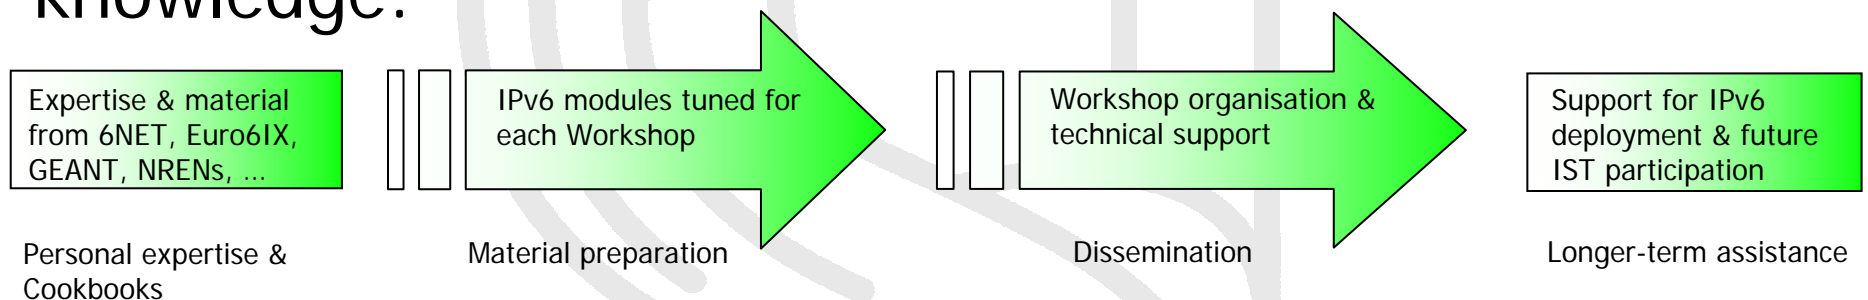 knowledge:
Expertise & material
from 6NET, Euro6IX,
GEANT, NRENs, ...
IPv6 modules tuned for
each Workshop
Workshop organisation &
technical support
Support for IPv6
deployment & future
IST participation
Personal expertise &
Cookbooks
Material preparation
Dissemination
Longer-term assistance